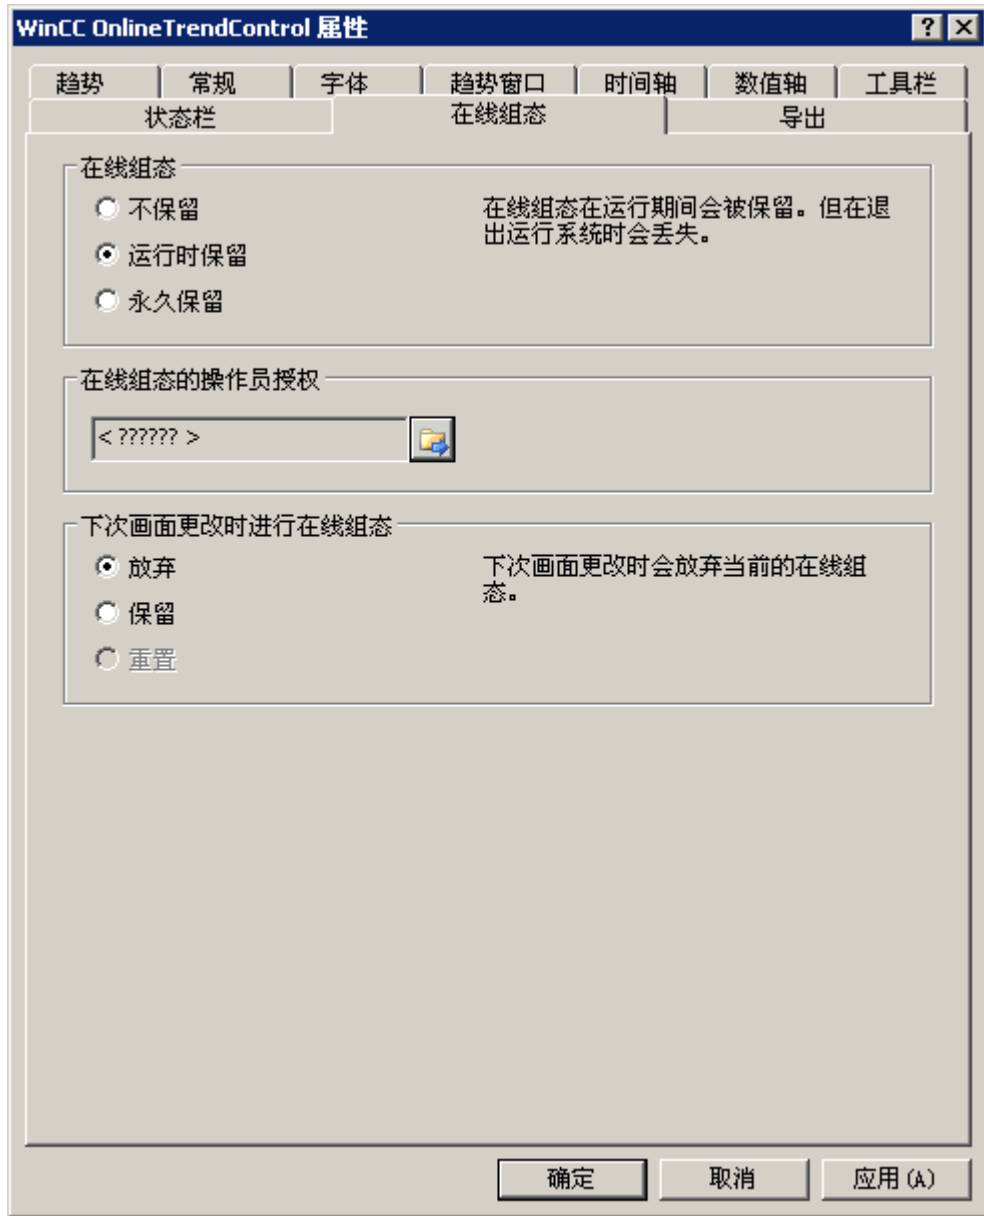 WinCC OnlineTrendControl 属性
趋势 常规 字体 趋势窗口 时间轴 数值轴 工具栏
状态栏 在线组态 导出
在线组态
不保留
在线组态在运行期间会被保留。但在退
出运行系统时会丢失。
运行时保留
永久保留
在线组态的操作员授权
< ?????? >
下次画面更改时进行在线组态
放弃
下次画面更改时会放弃当前的在线组
态。
保留
重置
确定 取消 应用(A)